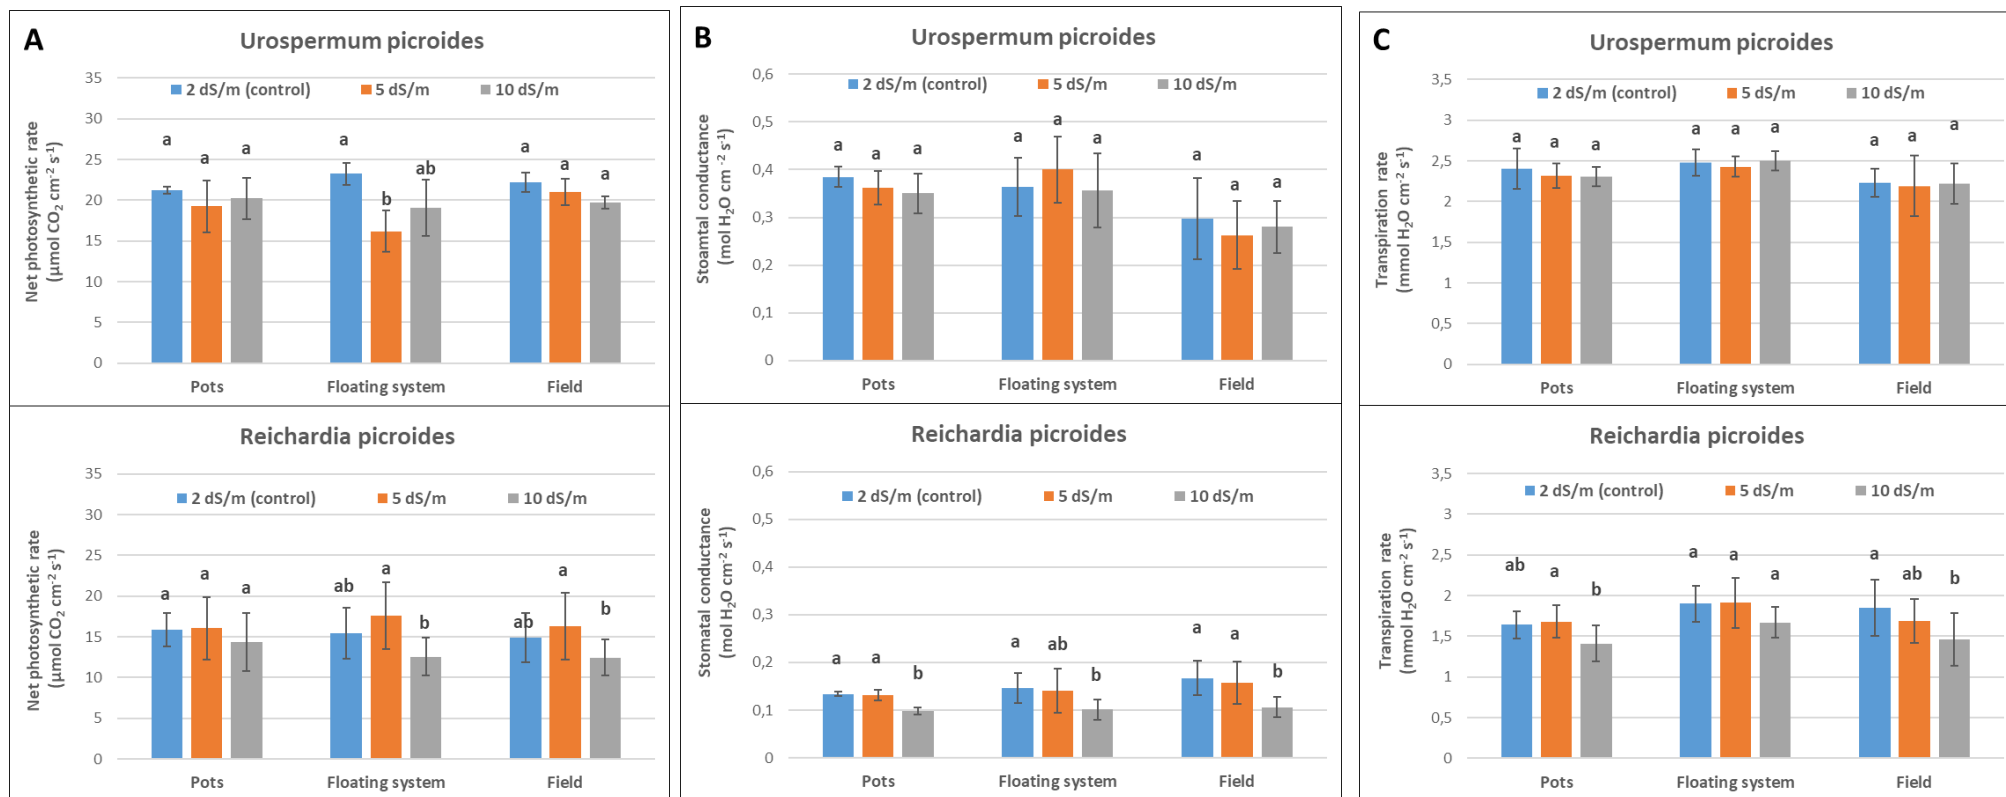 A
Urospermum picroides
2 dS/m (control) 5 dS/m 10 dS/m
Net photosynthetic rate
(µmol CO₂ cm⁻² s⁻¹)
35
30
25
20
15
10
5
0
a a a
a b ab
a a a
Pots Floating system Field
Reichardia picroides
2 dS/m (control) 5 dS/m 10 dS/m
Net photosynthetic rate
(µmol CO₂ cm⁻² s⁻¹)
35
30
25
20
15
10
5
0
a a a
ab a b
ab a b
Pots Floating system Field
B
Urospermum picroides
2 dS/m (control) 5 dS/m 10 dS/m
Stoamtal conductance
(mol H₂O cm⁻² s⁻¹)
0,6
0,5
0,4
0,3
0,2
0,1
0
a a a
a a a
a a a
Pots Floating system Field
Reichardia picroides
2 dS/m (control) 5 dS/m 10 dS/m
Stomatal conductance
(mol H₂O cm⁻² s⁻¹)
0,6
0,5
0,4
0,3
0,2
0,1
0
a a b
a ab b
a a b
Pots Floating system Field
C
Urospermum picroides
2 dS/m (control) 5 dS/m 10 dS/m
Transpiration rate
(mmol H₂O cm⁻² s⁻¹)
3,5
3
2,5
2
1,5
1
0,5
0
a a a
a a a
a a a
Pots Floating system Field
Reichardia picroides
2 dS/m (control) 5 dS/m 10 dS/m
Transpiration rate
(mmol H₂O cm⁻² s⁻¹)
3,5
3
2,5
2
1,5
1
0,5
0
ab a b
a a a
a ab b
Pots Floating system Field